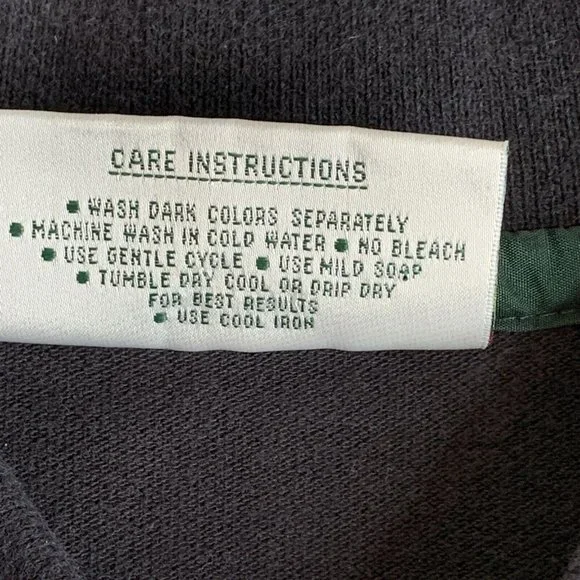 CARE INSTRUCTIONS
• WASH DARK COLORS SEPARATELY
• MACHINE WASH IN COLD WATER • NO BLEACH
• USE GENTLE CYCLE • USE MILD SOAP
• TUMBLE DRY COOL OR DRIP DRY
FOR BEST RESULTS
• USE COOL IRON